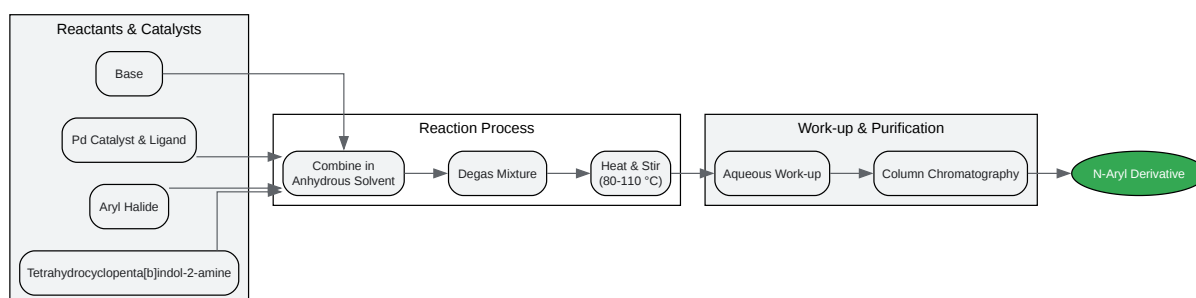 Reactants & Catalysts
Base
Pd Catalyst & Ligand
Aryl Halide
Tetrahydrocyclopenta[b]indol-2-amine
Reaction Process
Combine in
Anhydrous Solvent
Degas Mixture
Heat & Stir
(80-110 °C)
Work-up & Purification
Aqueous Work-up
Column Chromatography
N-Aryl Derivative